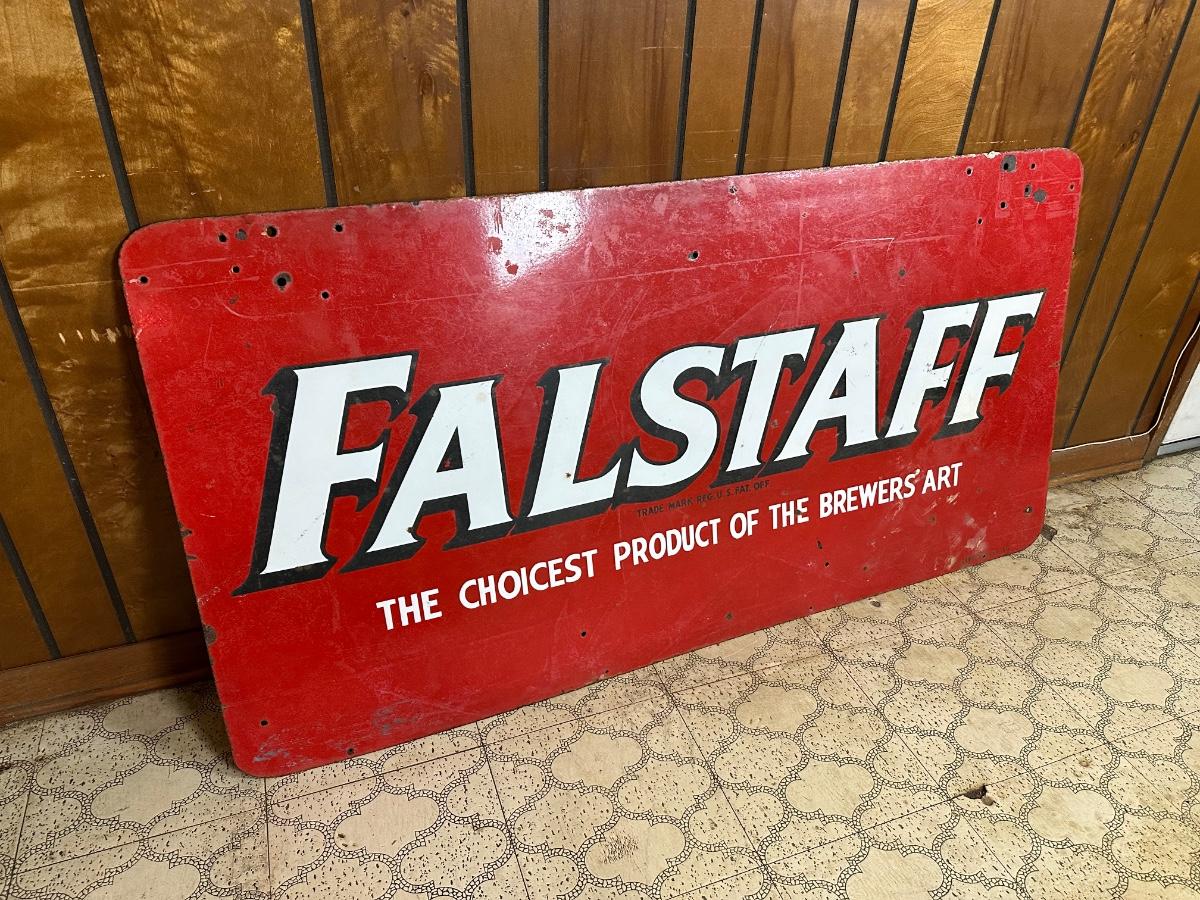 FALSTAFF
TRADE MARK REG. U.S. PAT. OFF.
THE CHOICEST PRODUCT OF THE BREWERS' ART